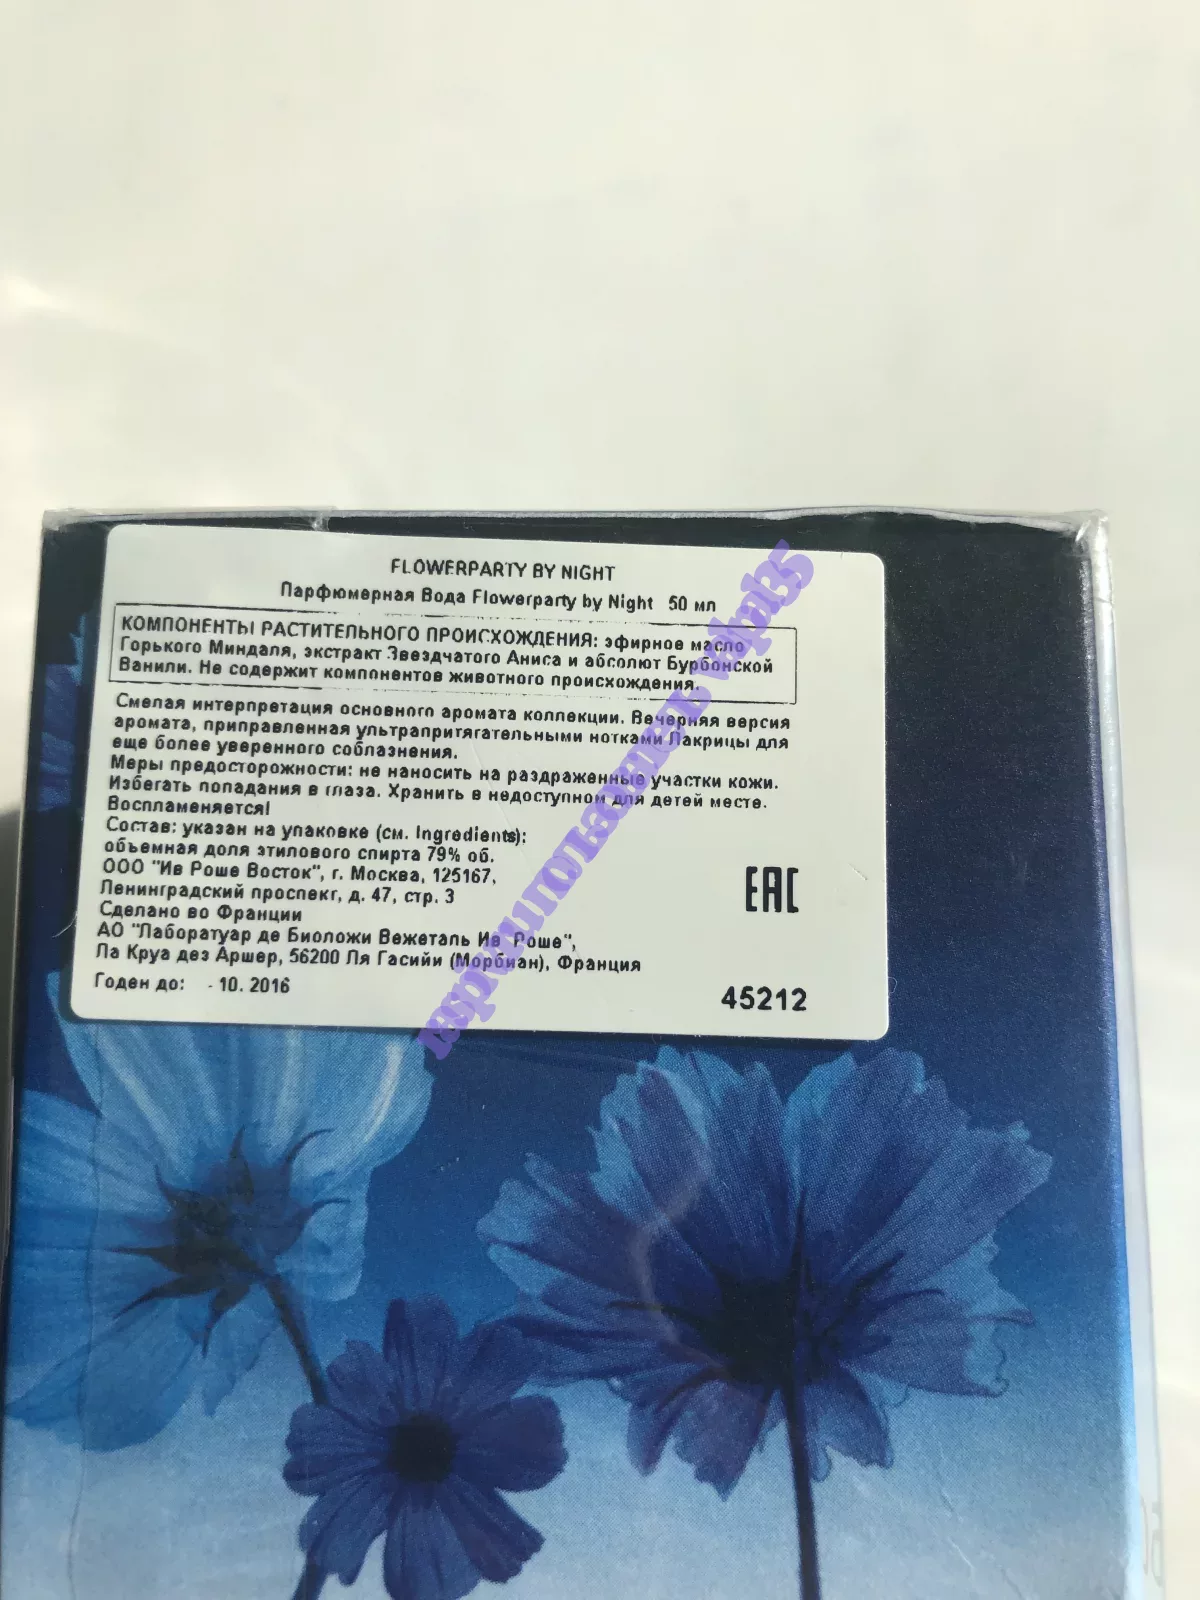 FLOWERPARTY BY NIGHT
Парфюмерная Вода Flowerparty by Night 50 мл
КОМПОНЕНТЫ РАСТИТЕЛЬНОГО ПРОИСХОЖДЕНИЯ: эфирное масло
Горького Миндаля, экстракт Звездчатого Аниса и абсолют Бурбонской
Ванили. Не содержит компонентов животного происхождения.
Смелая интерпретация основного аромата коллекции. Вечерняя версия
аромата, приправленная ультрапритягательными нотками Лакрицы для
еще более уверенного соблазнения.
Меры предосторожности: не наносить на раздраженные участки кожи.
Избегать попадания в глаза. Хранить в недоступном для детей месте.
Воспламеняется!
Состав: указан на упаковке (см. Ingredients):
объемная доля этилового спирта 79% об.
ООО "Ив Роше Восток", г. Москва, 125167,
Ленинградский проспект, д. 47, стр. 3
Сделано во Франции
АО "Лаборатуар де Биоложи Вежеталь Ив Роше",
Ла Круа дез Аршер, 56200 Ля Гасийи (Морбиан), Франция
Годен до: - 10. 2016
EAC
45212